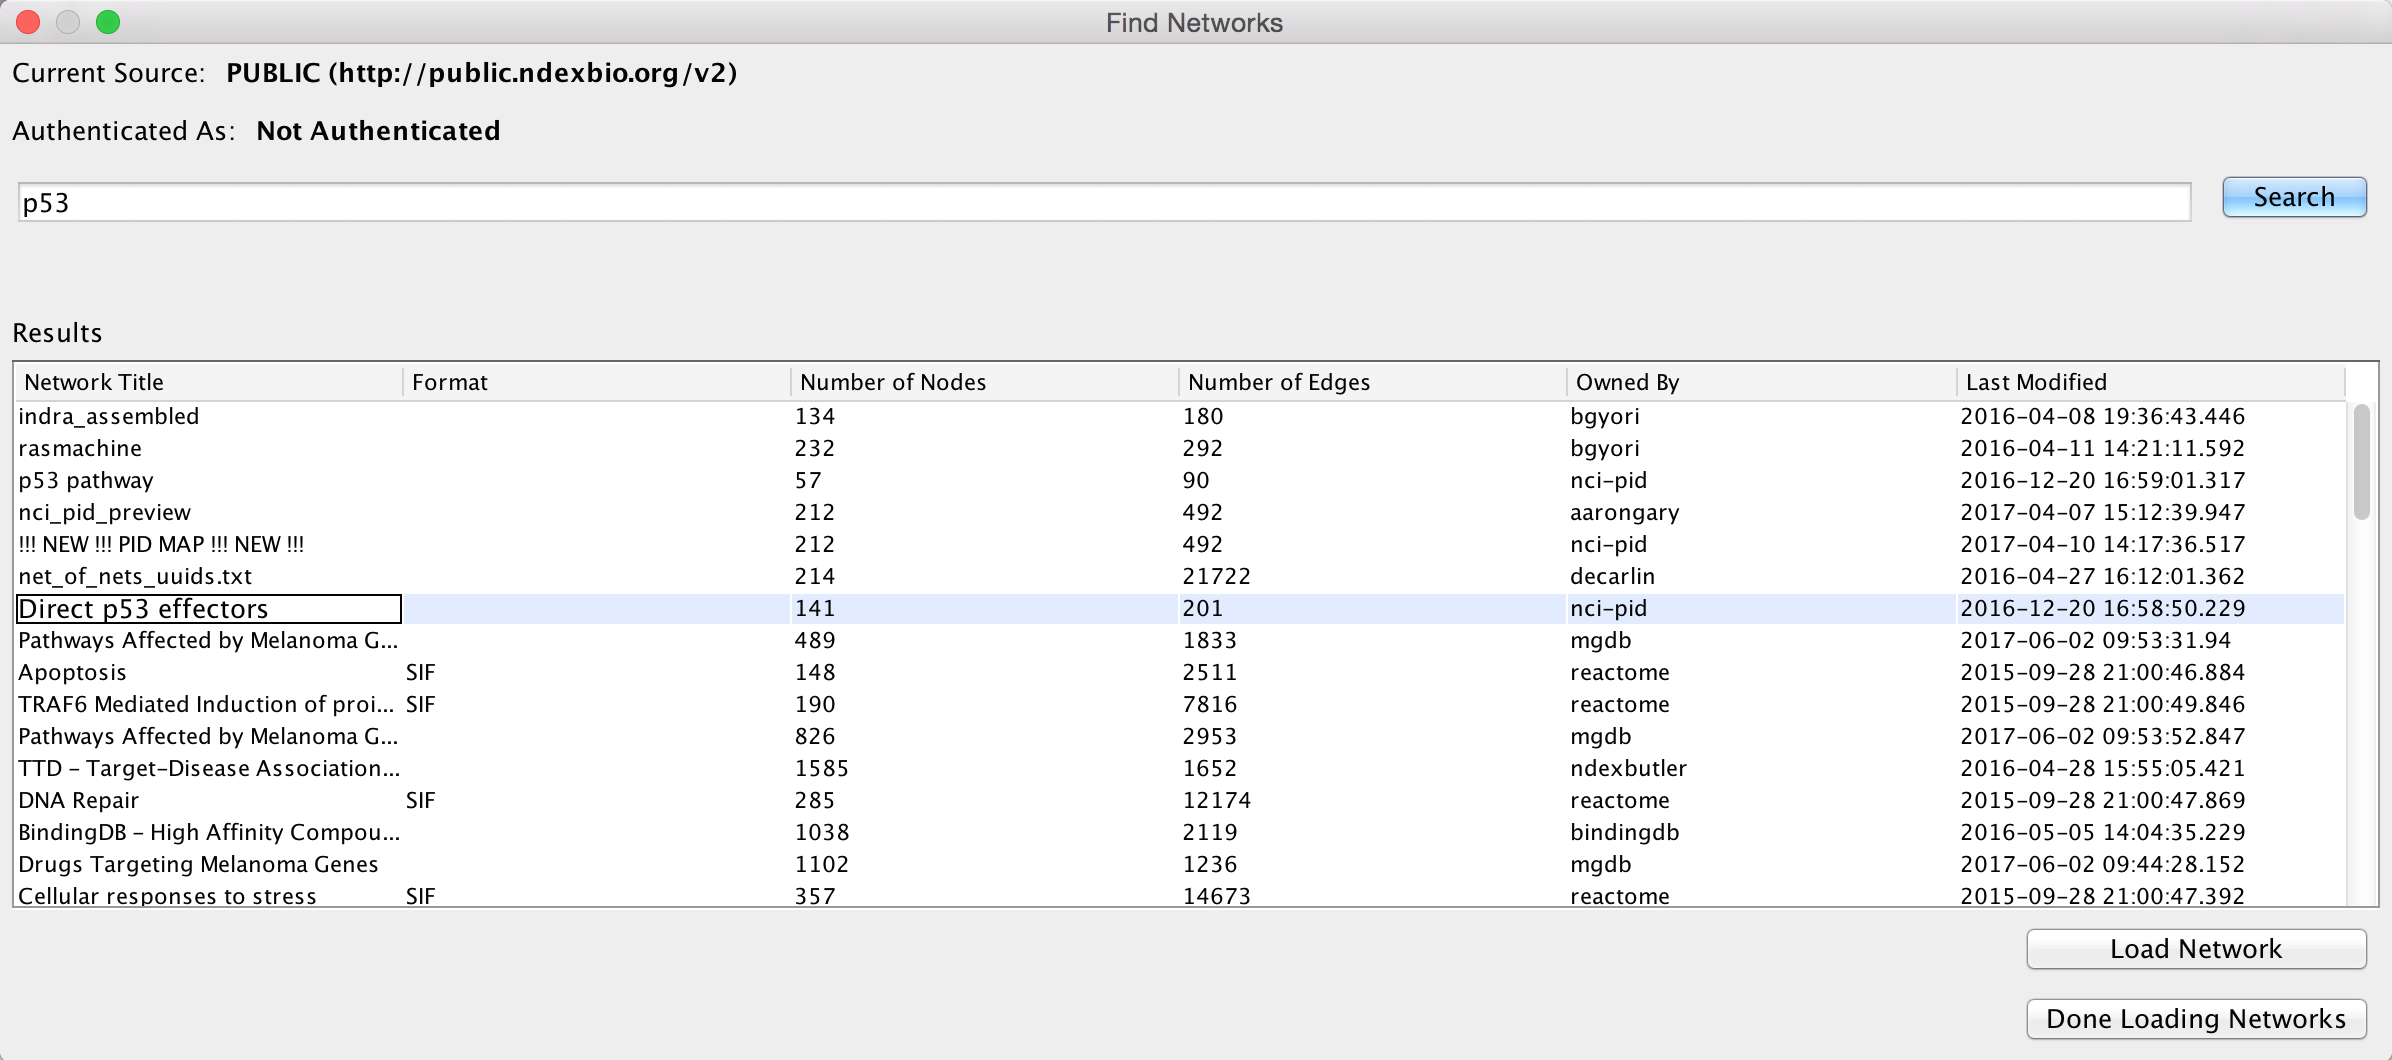 Find Networks
Current Source: PUBLIC (http://public.ndexbio.org/v2)
Authenticated As: Not Authenticated
p53 Search
Results
Network Title Format Number of Nodes Number of Edges Owned By Last Modified
indra_assembled 134 180 bgyori 2016-04-08 19:36:43.446
rasmachine 232 292 bgyori 2016-04-11 14:21:11.592
p53 pathway 57 90 nci-pid 2016-12-20 16:59:01.317
nci_pid_preview 212 492 aarongary 2017-04-07 15:12:39.947
!!! NEW !!! PID MAP !!! NEW !!! 212 492 nci-pid 2017-04-10 14:17:36.517
net_of_nets_uuids.txt 214 21722 decarlin 2016-04-27 16:12:01.362
Direct p53 effectors 141 201 nci-pid 2016-12-20 16:58:50.229
Pathways Affected by Melanoma G... 489 1833 mgdb 2017-06-02 09:53:31.94
Apoptosis SIF 148 2511 reactome 2015-09-28 21:00:46.884
TRAF6 Mediated Induction of proi... SIF 190 7816 reactome 2015-09-28 21:00:49.846
Pathways Affected by Melanoma G... 826 2953 mgdb 2017-06-02 09:53:52.847
TTD - Target-Disease Association... 1585 1652 ndexbutler 2016-04-28 15:55:05.421
DNA Repair SIF 285 12174 reactome 2015-09-28 21:00:47.869
BindingDB - High Affinity Compou... 1038 2119 bindingdb 2016-05-05 14:04:35.229
Drugs Targeting Melanoma Genes 1102 1236 mgdb 2017-06-02 09:44:28.152
Cellular responses to stress SIF 357 14673 reactome 2015-09-28 21:00:47.392
Load Network
Done Loading Networks